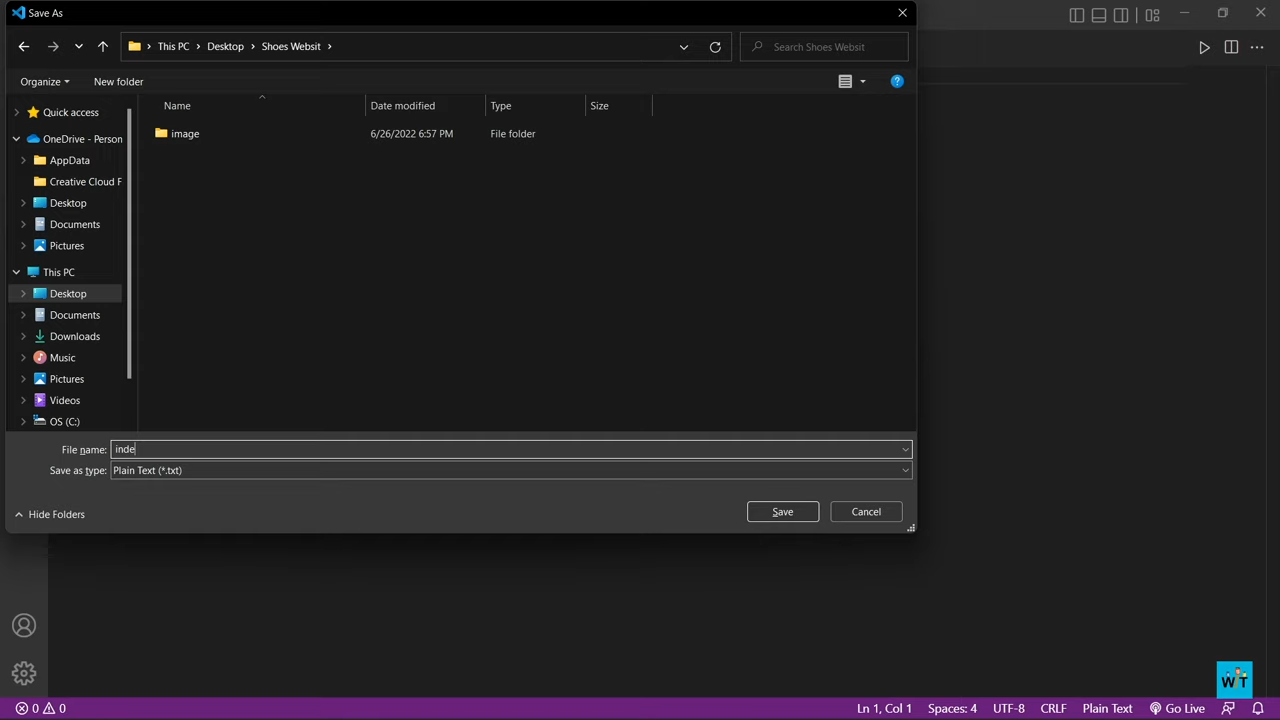 Save As
This PC Desktop Shoes Websit
Search Shoes Websit
Organize New folder
Name Date modified Type Size
image 6/26/2022 6:57 PM File folder
Quick access
OneDrive - Person
AppData
Creative Cloud F
Desktop
Documents
Pictures
This PC
Desktop
Documents
Downloads
Music
Pictures
Videos
OS (C:)
File name: inde
Save as type: Plain Text (*.txt)
Hide Folders
Save Cancel
WT
0 0 Ln 1, Col 1 Spaces: 4 UTF-8 CRLF Plain Text Go Live